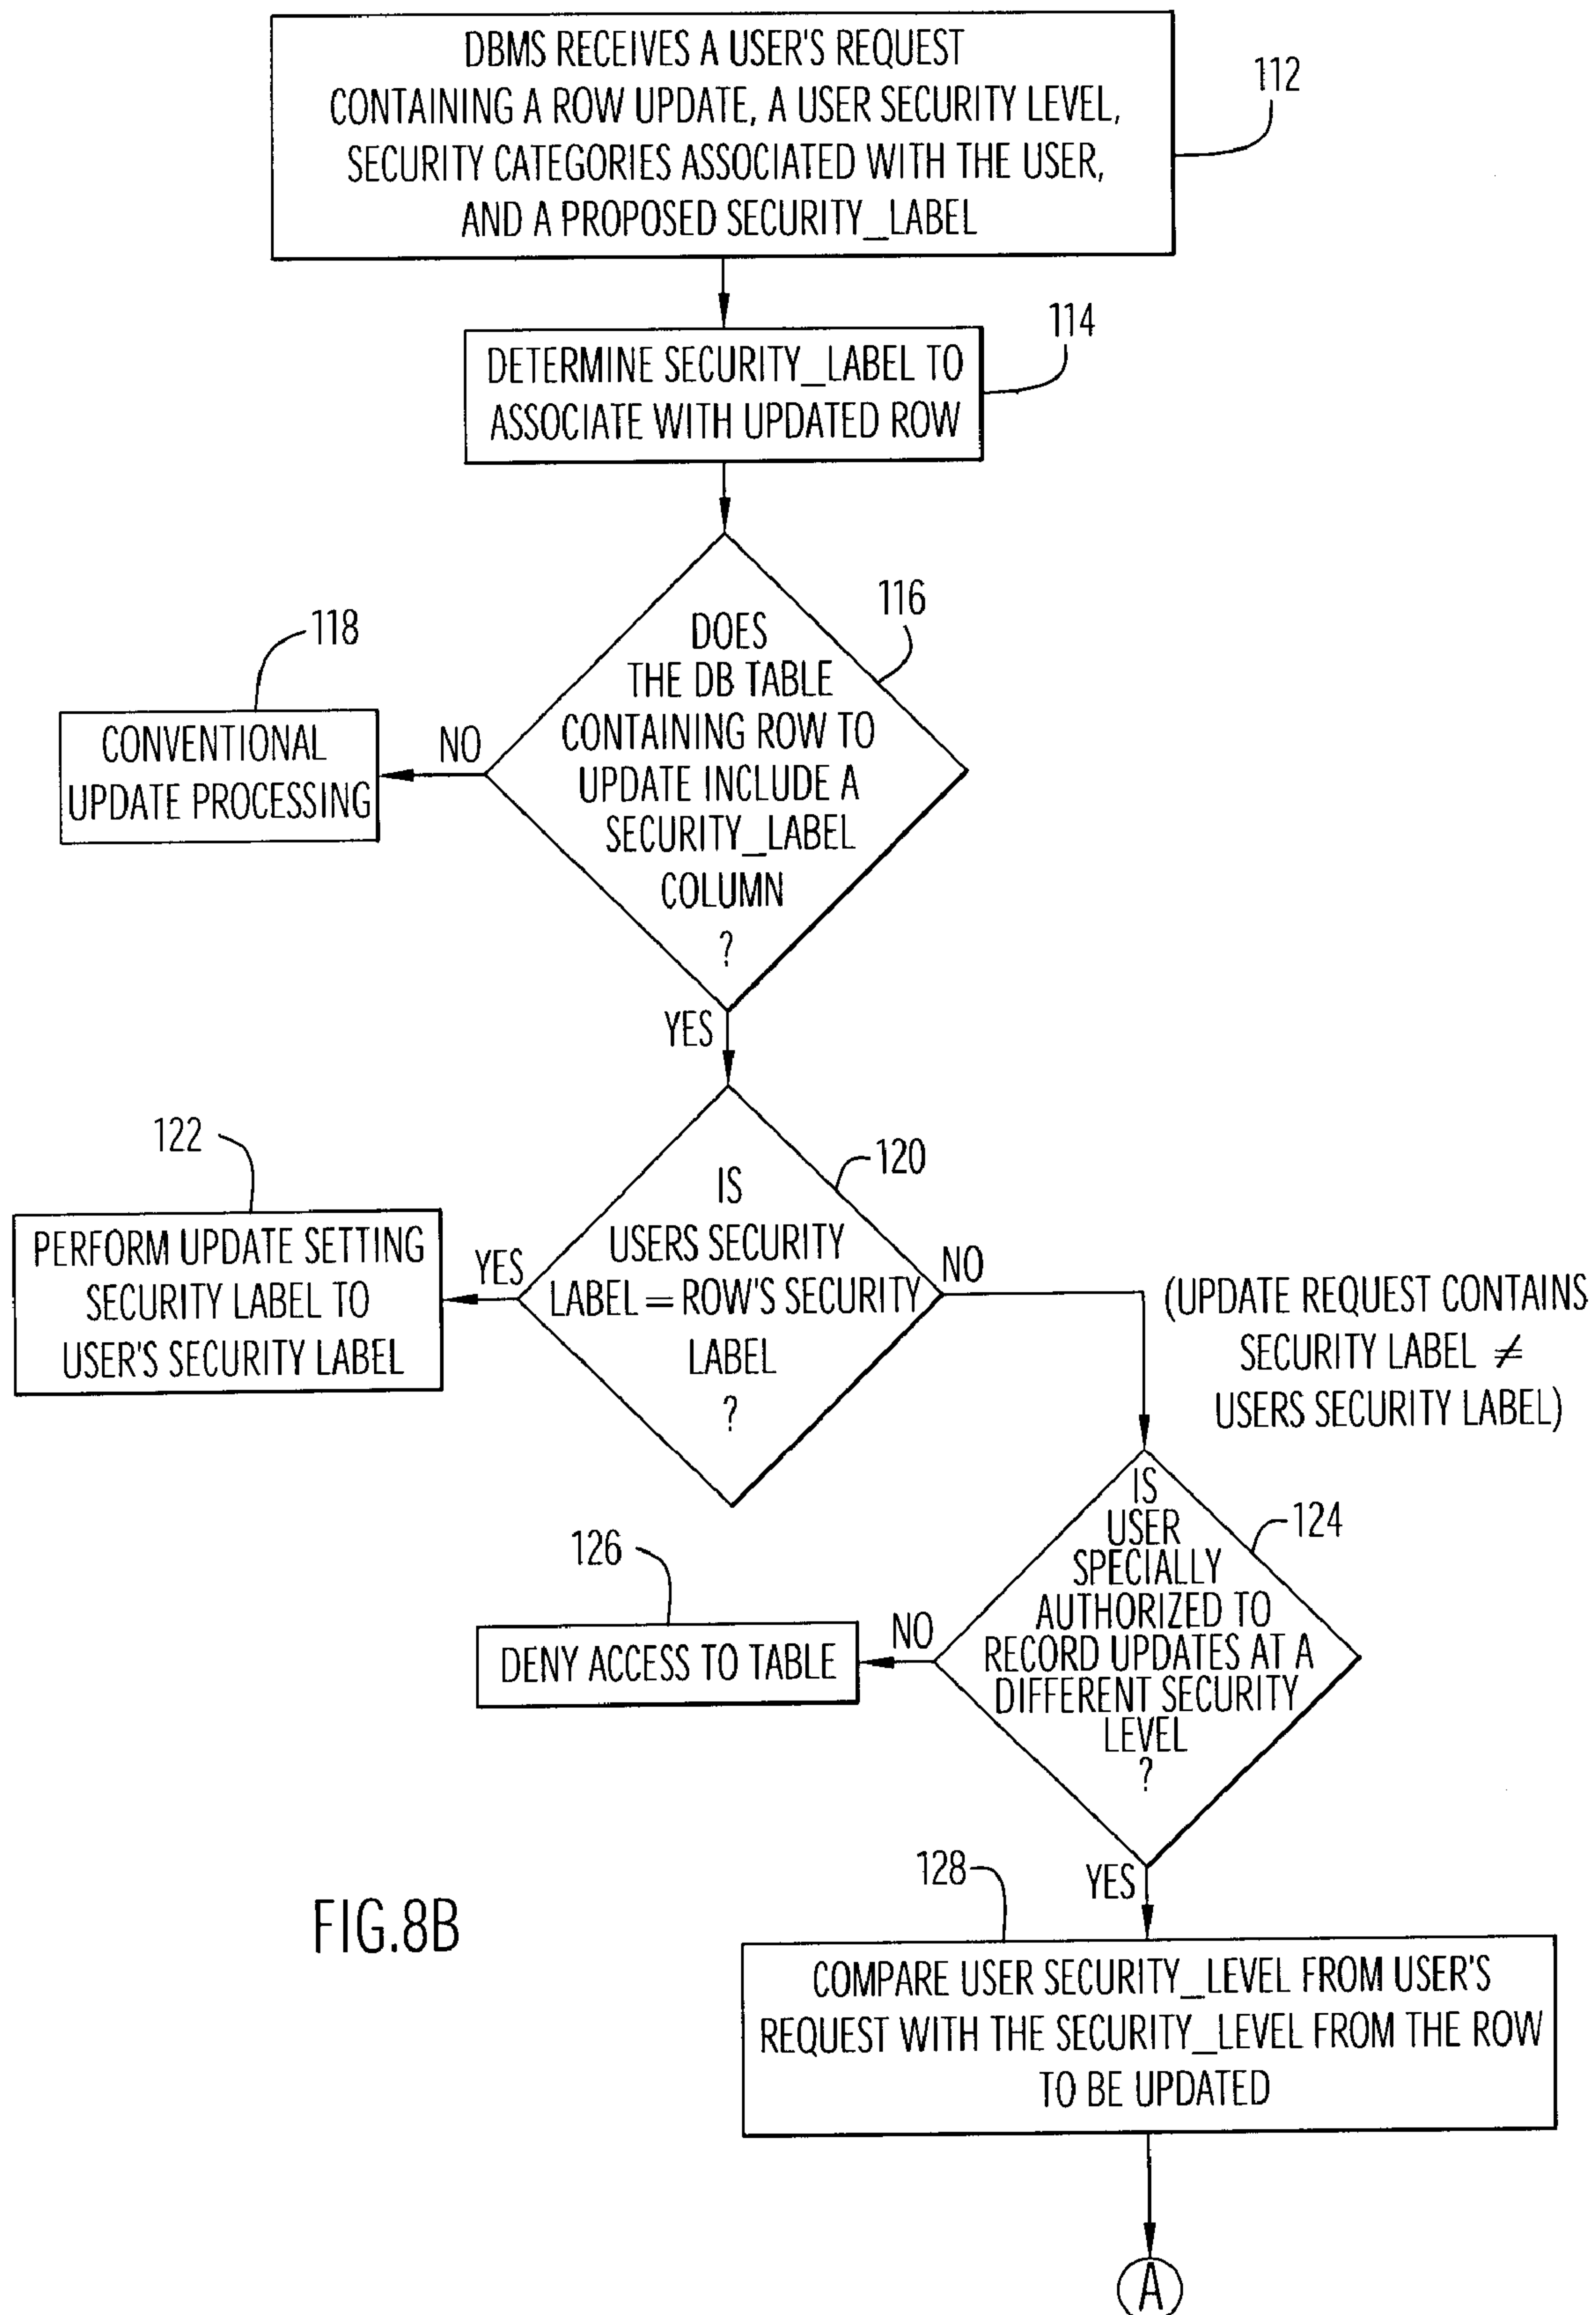 DBMS RECEIVES A USER'S REQUEST
CONTAINING A ROW UPDATE, A USER SECURITY LEVEL,
SECURITY CATEGORIES ASSOCIATED WITH THE USER,
AND A PROPOSED SECURITY_LABEL
112
DETERMINE SECURITY_LABEL TO
ASSOCIATE WITH UPDATED ROW
114
DOES
THE DB TABLE
CONTAINING ROW TO
UPDATE INCLUDE A
SECURITY_LABEL
COLUMN
?
116
NO
118
CONVENTIONAL
UPDATE PROCESSING
YES
IS
USERS SECURITY
LABEL = ROW'S SECURITY
LABEL
?
120
YES
122
PERFORM UPDATE SETTING
SECURITY LABEL TO
USER'S SECURITY LABEL
NO
(UPDATE REQUEST CONTAINS
SECURITY LABEL ≠
USERS SECURITY LABEL)
IS
USER
SPECIALLY
AUTHORIZED TO
RECORD UPDATES AT A
DIFFERENT SECURITY
LEVEL
?
124
NO
126
DENY ACCESS TO TABLE
YES
128
COMPARE USER SECURITY_LEVEL FROM USER'S
REQUEST WITH THE SECURITY_LEVEL FROM THE ROW
TO BE UPDATED
A
FIG.8B